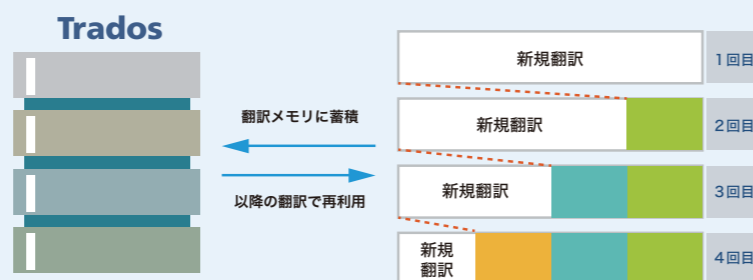 Trados
翻訳メモリに蓄積
以降の翻訳で再利用
新規翻訳
1回目
新規翻訳
2回目
新規翻訳
3回目
新規
翻訳
4回目